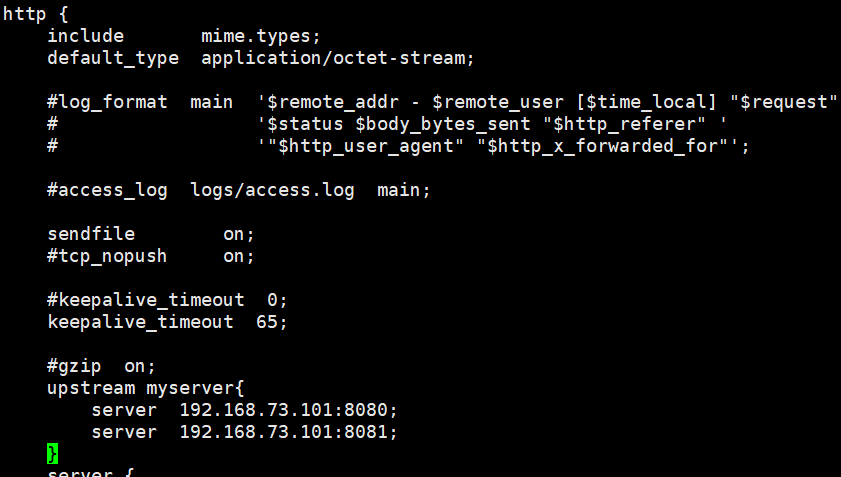 http {
    include       mime.types;
    default_type  application/octet-stream;

    #log_format  main  '$remote_addr - $remote_user [$time_local] "$request"
    #                  '$status $body_bytes_sent "$http_referer" '
    #                  '"$http_user_agent" "$http_x_forwarded_for"';

    #access_log  logs/access.log  main;

    sendfile        on;
    #tcp_nopush     on;

    #keepalive_timeout  0;
    keepalive_timeout  65;

    #gzip  on;
    upstream myserver{
        server  192.168.73.101:8080;
        server  192.168.73.101:8081;
    }
    server {